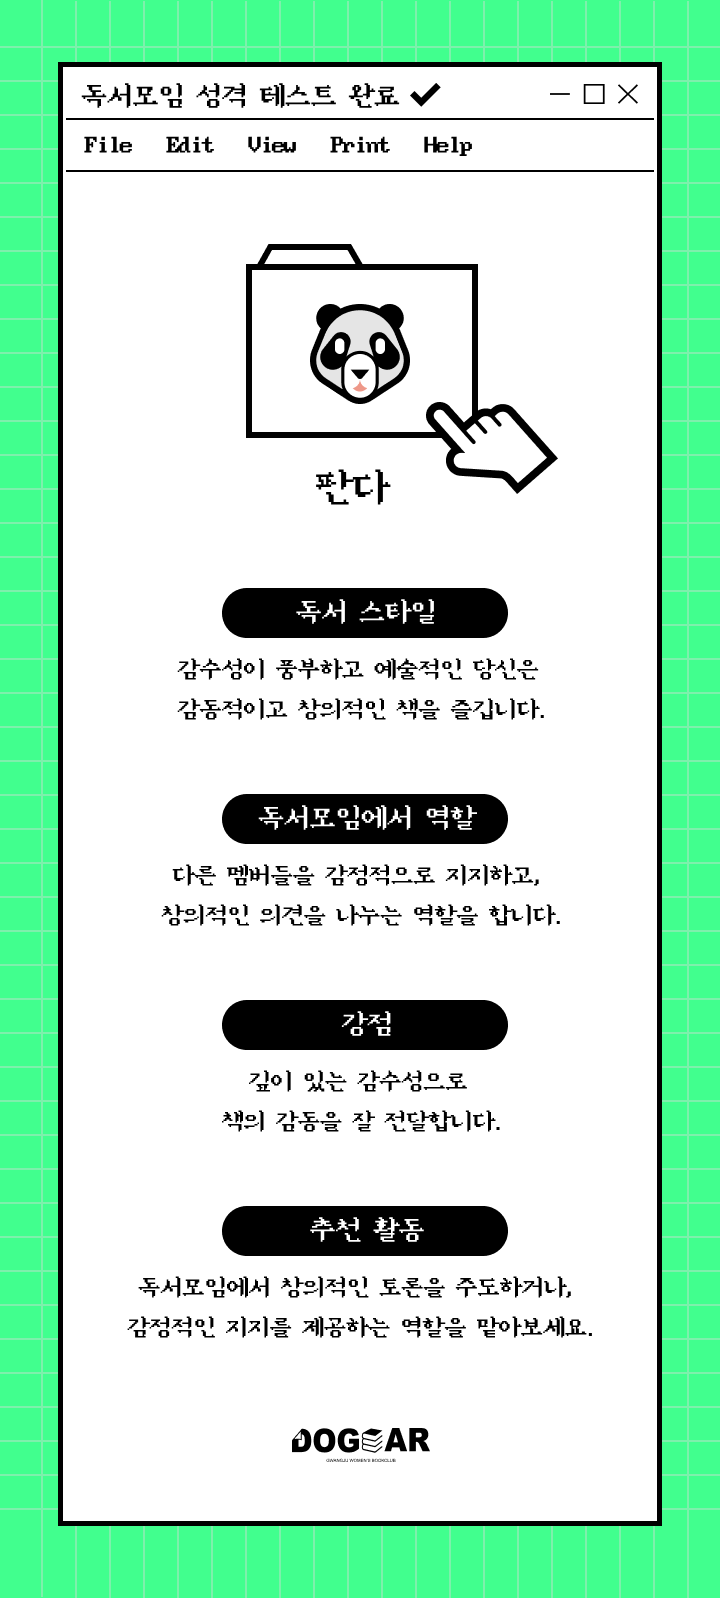 독서모임 성격 테스트 완료
File Edit View Print Help
판다
독서 스타일
감수성이 풍부하고 예술적인 당신은
감동적이고 창의적인 책을 즐깁니다.
독서모임에서 역할
다른 멤버들을 감정적으로 지지하고,
창의적인 의견을 나누는 역할을 합니다.
강점
깊이 있는 감수성으로
책의 감동을 잘 전달합니다.
추천 활동
독서모임에서 창의적인 토론을 주도하거나,
감정적인 지지를 제공하는 역할을 맡아보세요.
DOGEAR
GWANGJU WOMEN'S BOOKCLUB